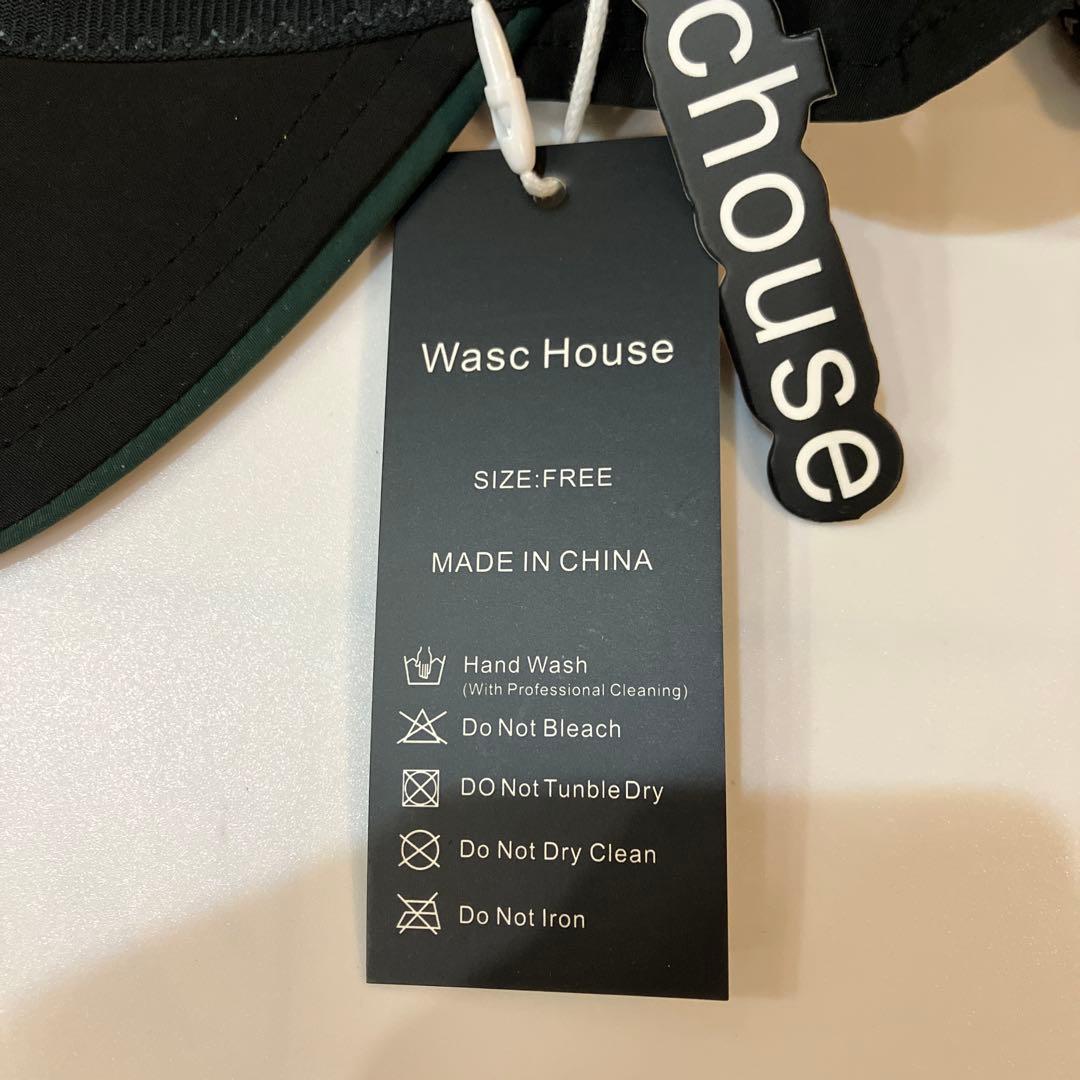 chouse
Wasc House
SIZE:FREE
MADE IN CHINA
Hand Wash
(With Professional Cleaning)
Do Not Bleach
DO Not Tunble Dry
Do Not Dry Clean
Do Not Iron